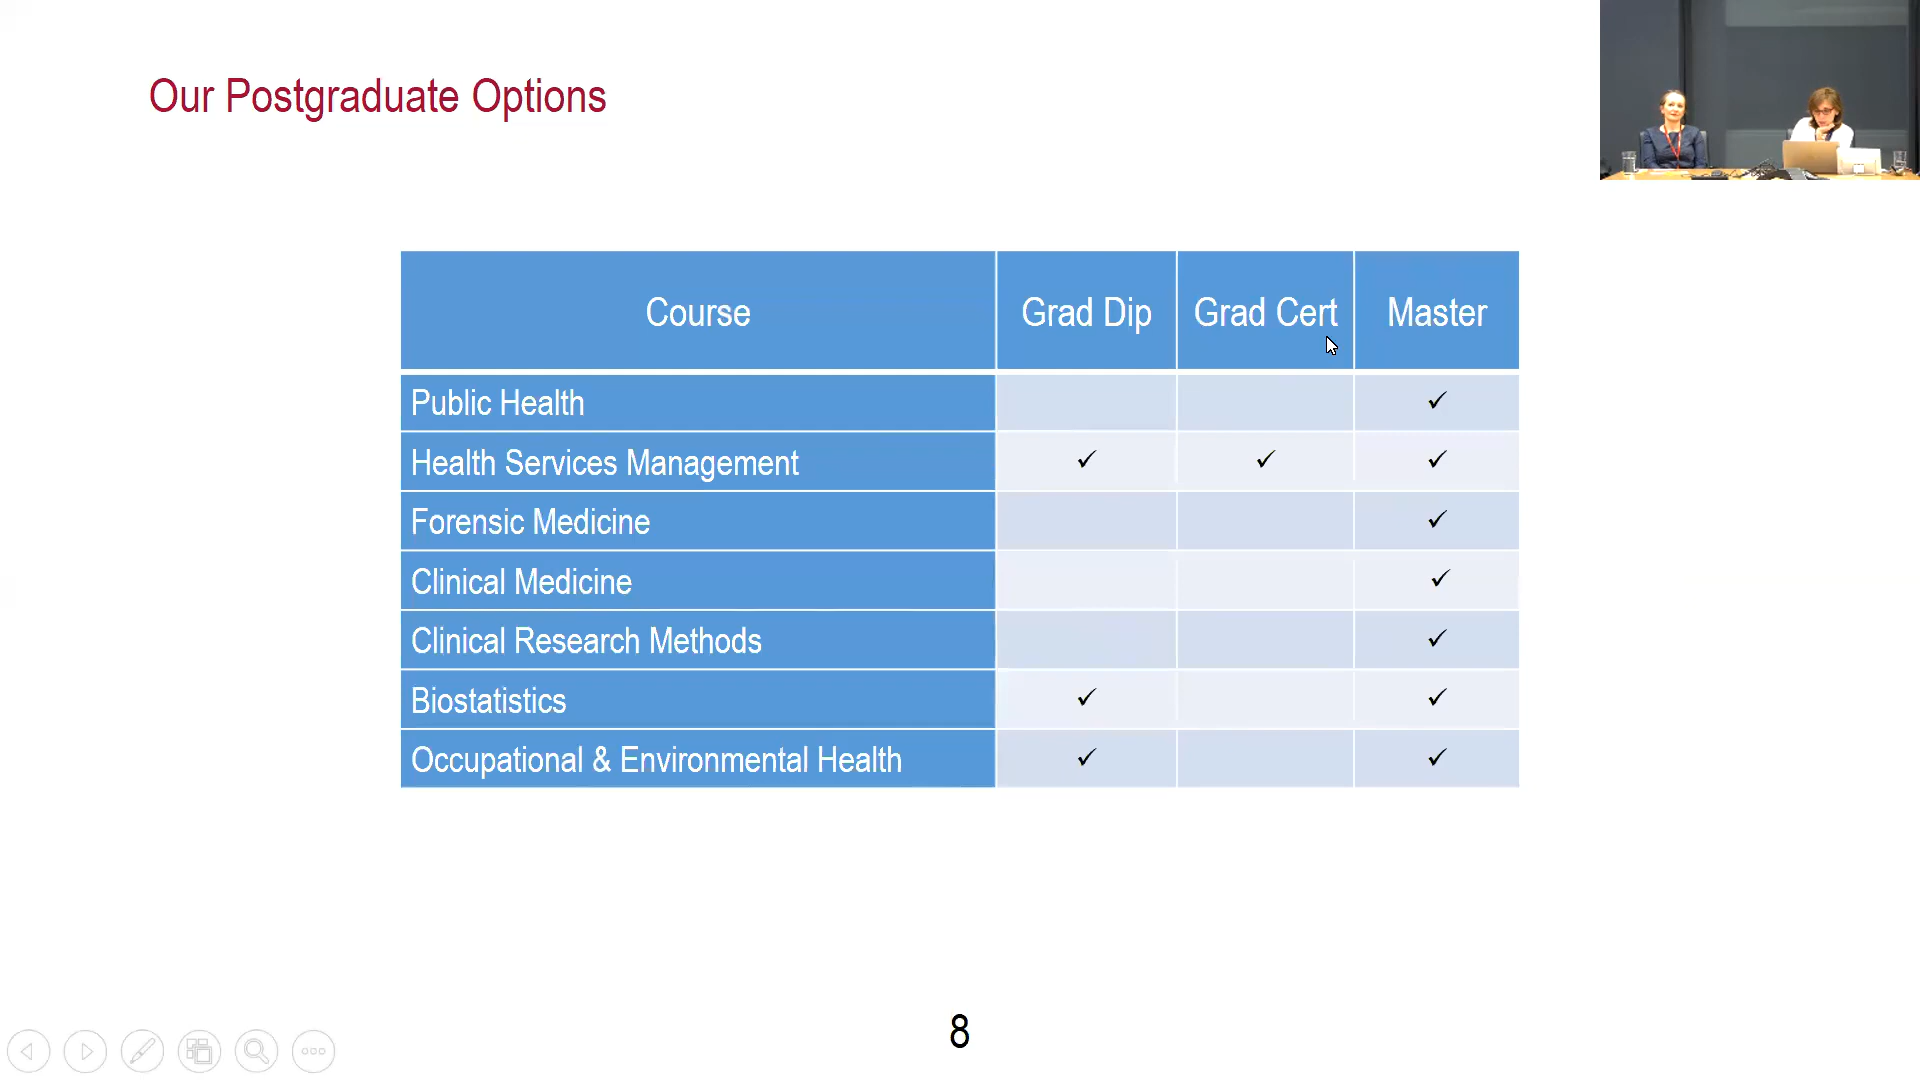 Our Postgraduate Options
Course Grad Dip Grad Cert Master
Public Health ✓
Health Services Management ✓ ✓ ✓
Forensic Medicine ✓
Clinical Medicine ✓
Clinical Research Methods ✓
Biostatistics ✓ ✓
Occupational & Environmental Health ✓ ✓
8